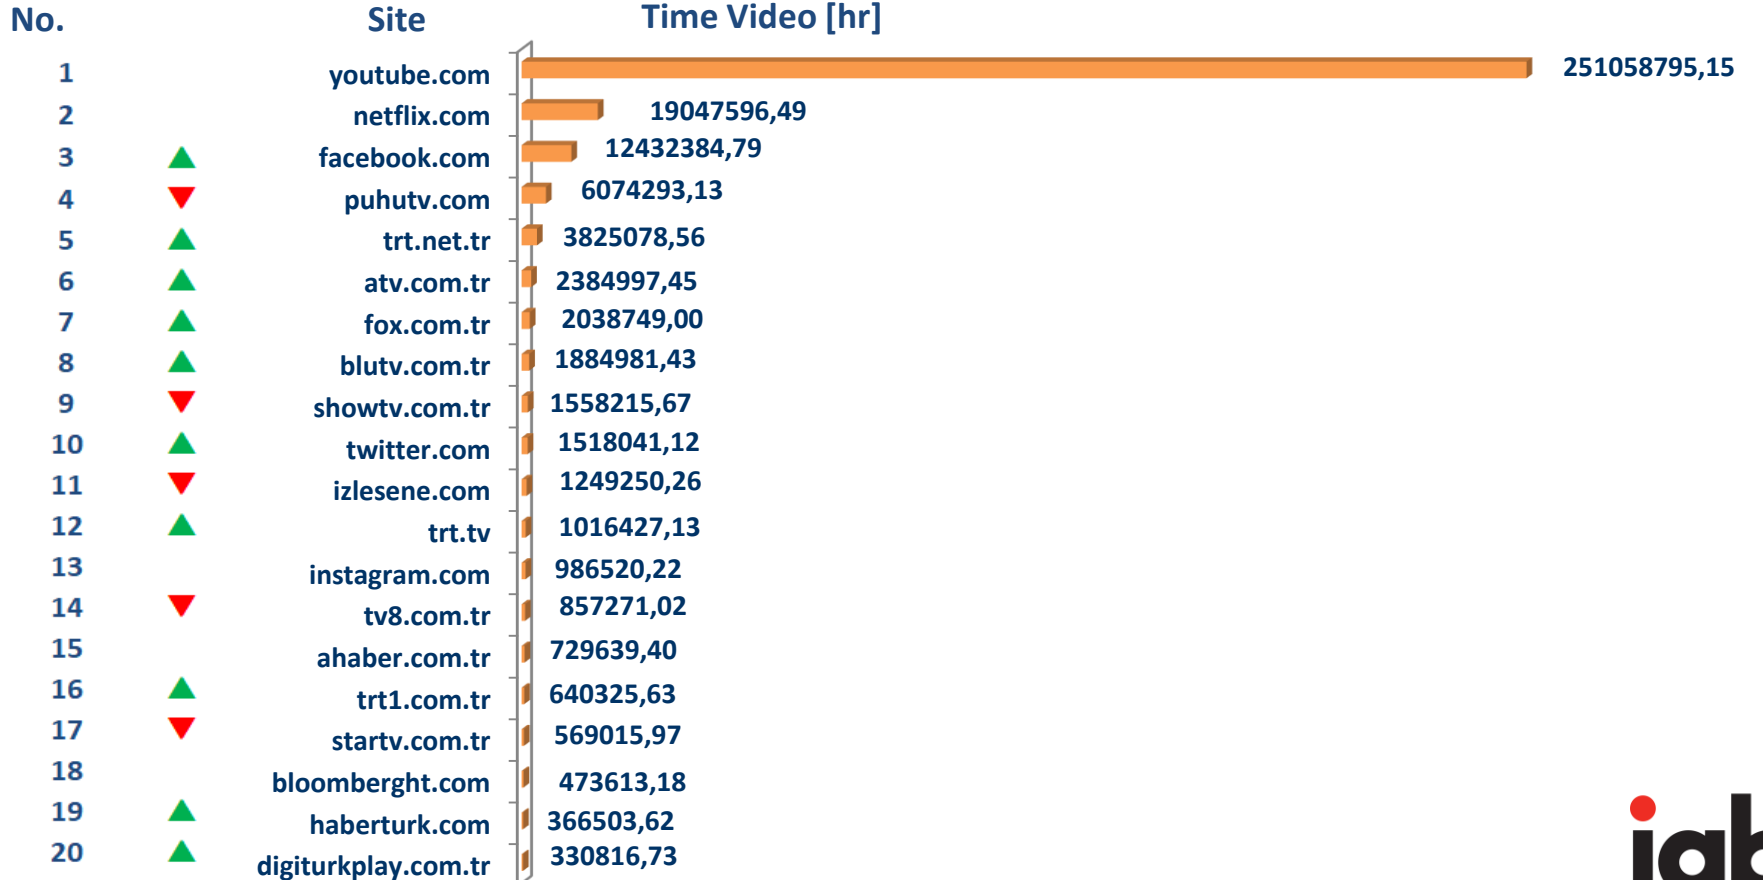 No. Site Time Video [hr]
1 youtube.com 251058795,15
2 netflix.com 19047596,49
3 facebook.com 12432384,79
4 puhutv.com 6074293,13
5 trt.net.tr 3825078,56
6 atv.com.tr 2384997,45
7 fox.com.tr 2038749,00
8 blutv.com.tr 1884981,43
9 showtv.com.tr 1558215,67
10 twitter.com 1518041,12
11 izlesene.com 1249250,26
12 trt.tv 1016427,13
13 instagram.com 986520,22
14 tv8.com.tr 857271,02
15 ahaber.com.tr 729639,40
16 trt1.com.tr 640325,63
17 startv.com.tr 569015,97
18 bloomberght.com 473613,18
19 haberturk.com 366503,62
20 digiturkplay.com.tr 330816,73
iab